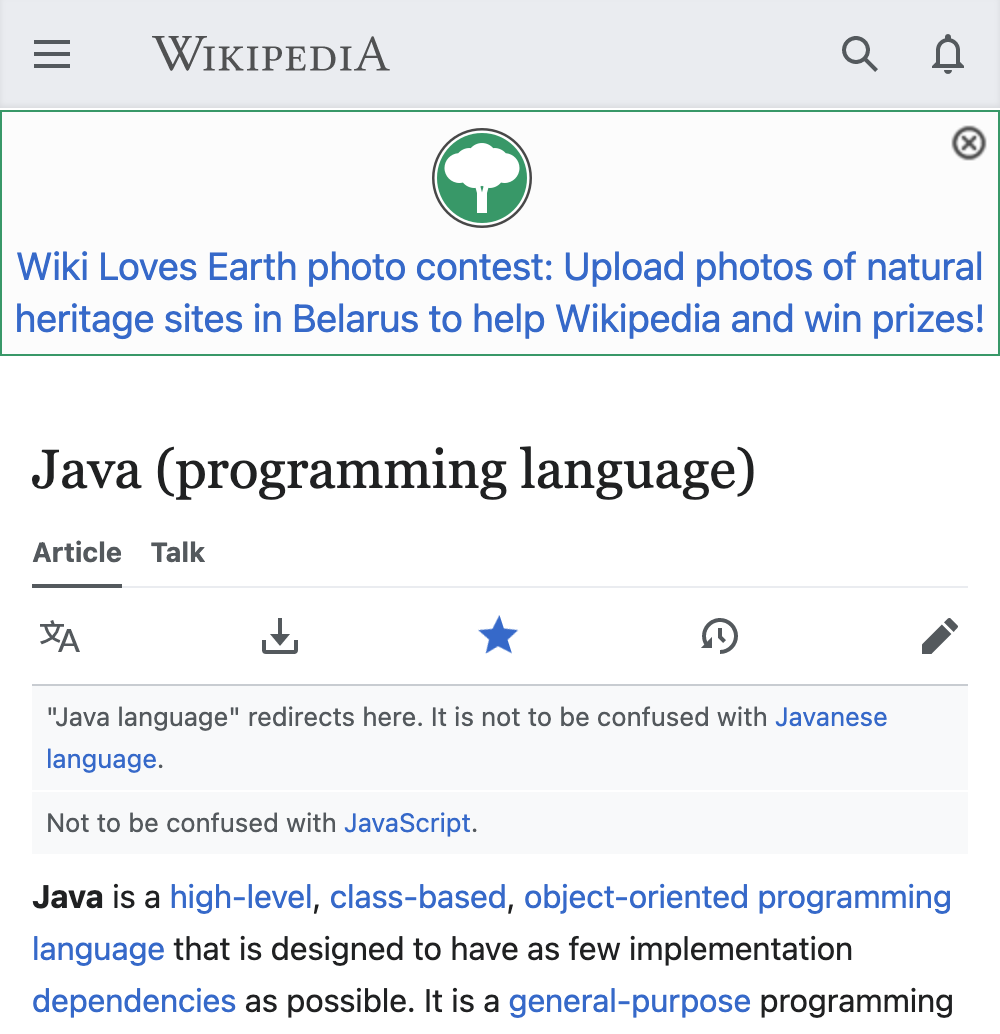 WIKIPEDIA
Wiki Loves Earth photo contest: Upload photos of natural
heritage sites in Belarus to help Wikipedia and win prizes!
Java (programming language)
Article Talk
文A
"Java language" redirects here. It is not to be confused with Javanese
language.
Not to be confused with JavaScript.
Java is a high-level, class-based, object-oriented programming
language that is designed to have as few implementation
dependencies as possible. It is a general-purpose programming